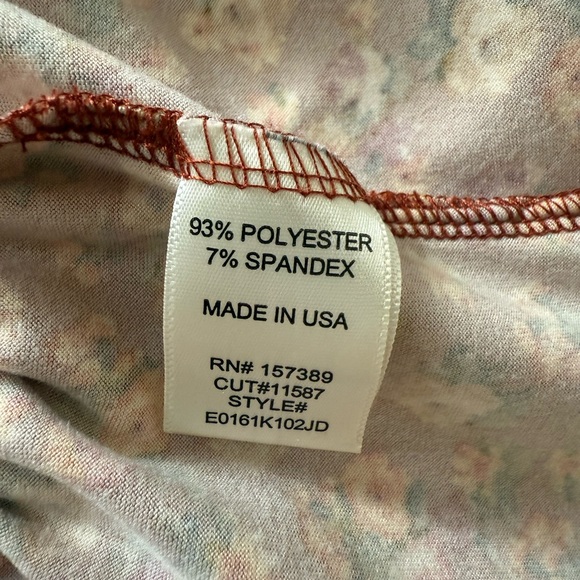 93% POLYESTER
7% SPANDEX
MADE IN USA
RN# 157389
CUT#11587
STYLE#
E0161K102JD